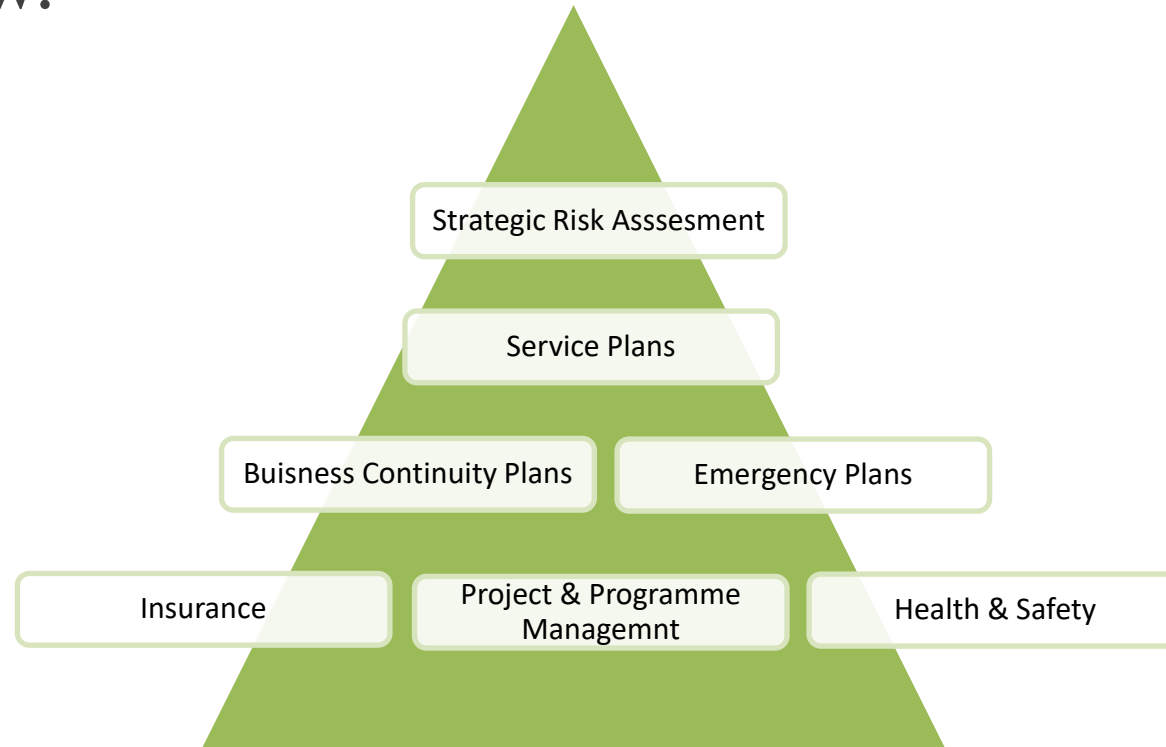 Strategic Risk Asssesment
Service Plans
Buisness Continuity Plans
Emergency Plans
Insurance
Project & Programme
Managemnt
Health & Safety